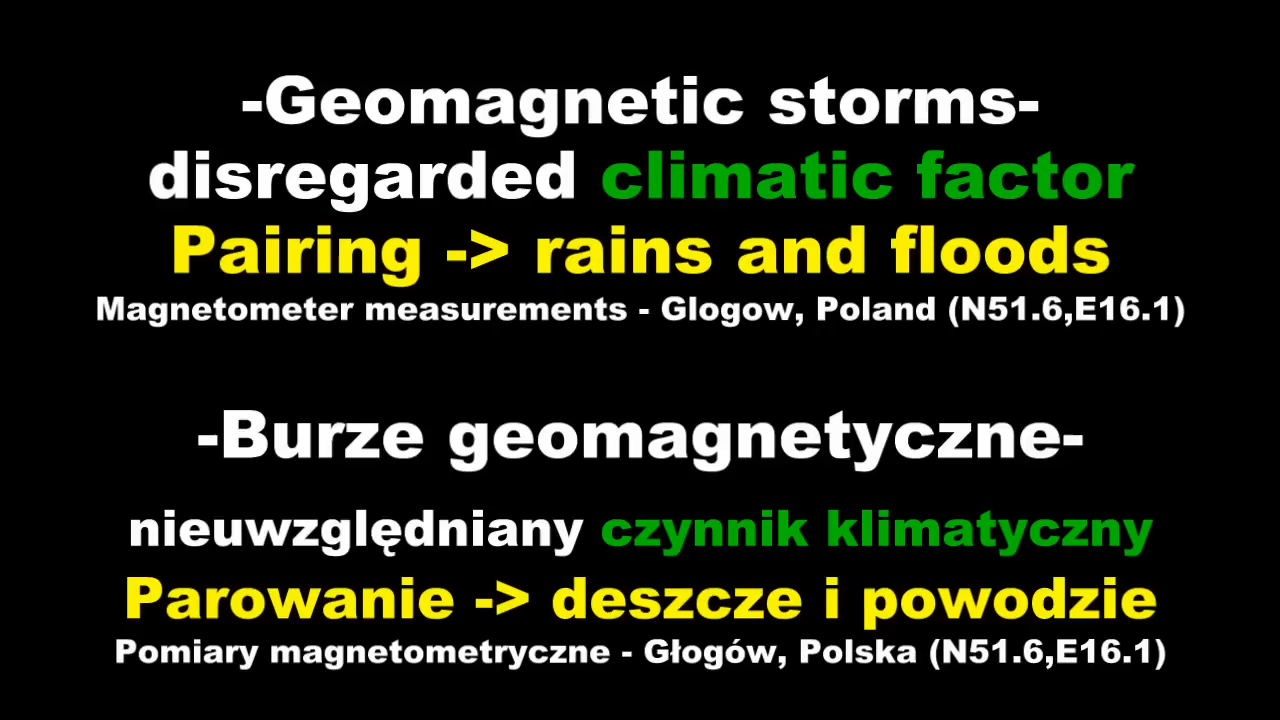 -Geomagnetic storms-
disregarded climatic factor
Pairing -> rains and floods
Magnetometer measurements - Glogow, Poland (N51.6,E16.1)
-Burze geomagnetyczne-
nieuwzględniany czynnik klimatyczny
Parowanie -> deszcze i powodzie
Pomiary magnetometryczne - Głogów, Polska (N51.6,E16.1)